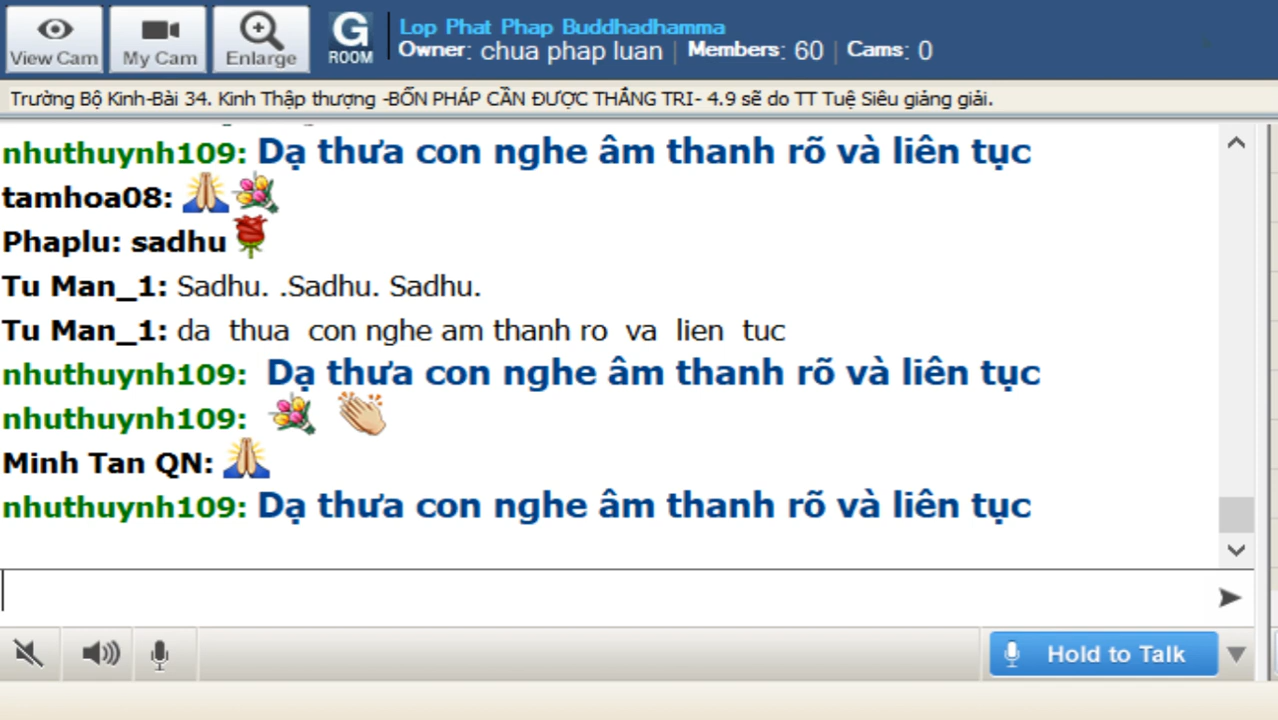 View Cam
My Cam
Enlarge
G
ROOM
Lop Phat Phap Buddhadhamma
Owner: chua phap luan | Members: 60 | Cams: 0
Trường Bộ Kinh-Bài 34. Kinh Thập thượng -BỐN PHÁP CẦN ĐƯỢC THẮNG TRI- 4.9 sẽ do TT Tuệ Siêu giảng giải.
nhuthuynh109: Dạ thưa con nghe âm thanh rõ và liên tục
tamhoa08:
Phaplu: sadhu
Tu Man_1: Sadhu. .Sadhu. Sadhu.
Tu Man_1: da thua con nghe am thanh ro va lien tuc
nhuthuynh109: Dạ thưa con nghe âm thanh rõ và liên tục
nhuthuynh109:
Minh Tan QN:
nhuthuynh109: Dạ thưa con nghe âm thanh rõ và liên tục
Hold to Talk